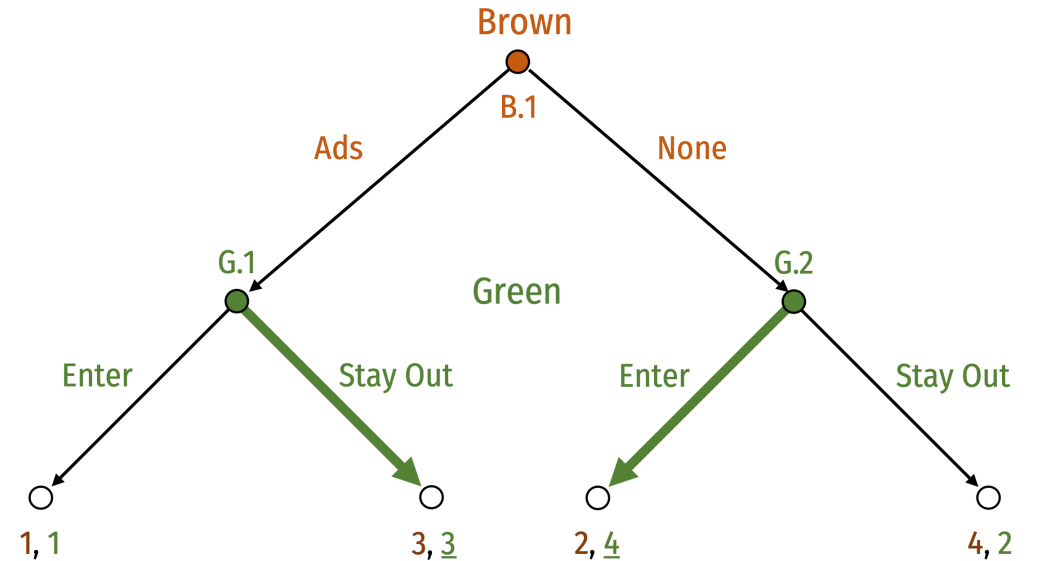 Brown
B.1
Ads
None
G.1
G.2
Green
Enter
Stay Out
Enter
Stay Out
1, 1
3, 3
2, 4
4, 2